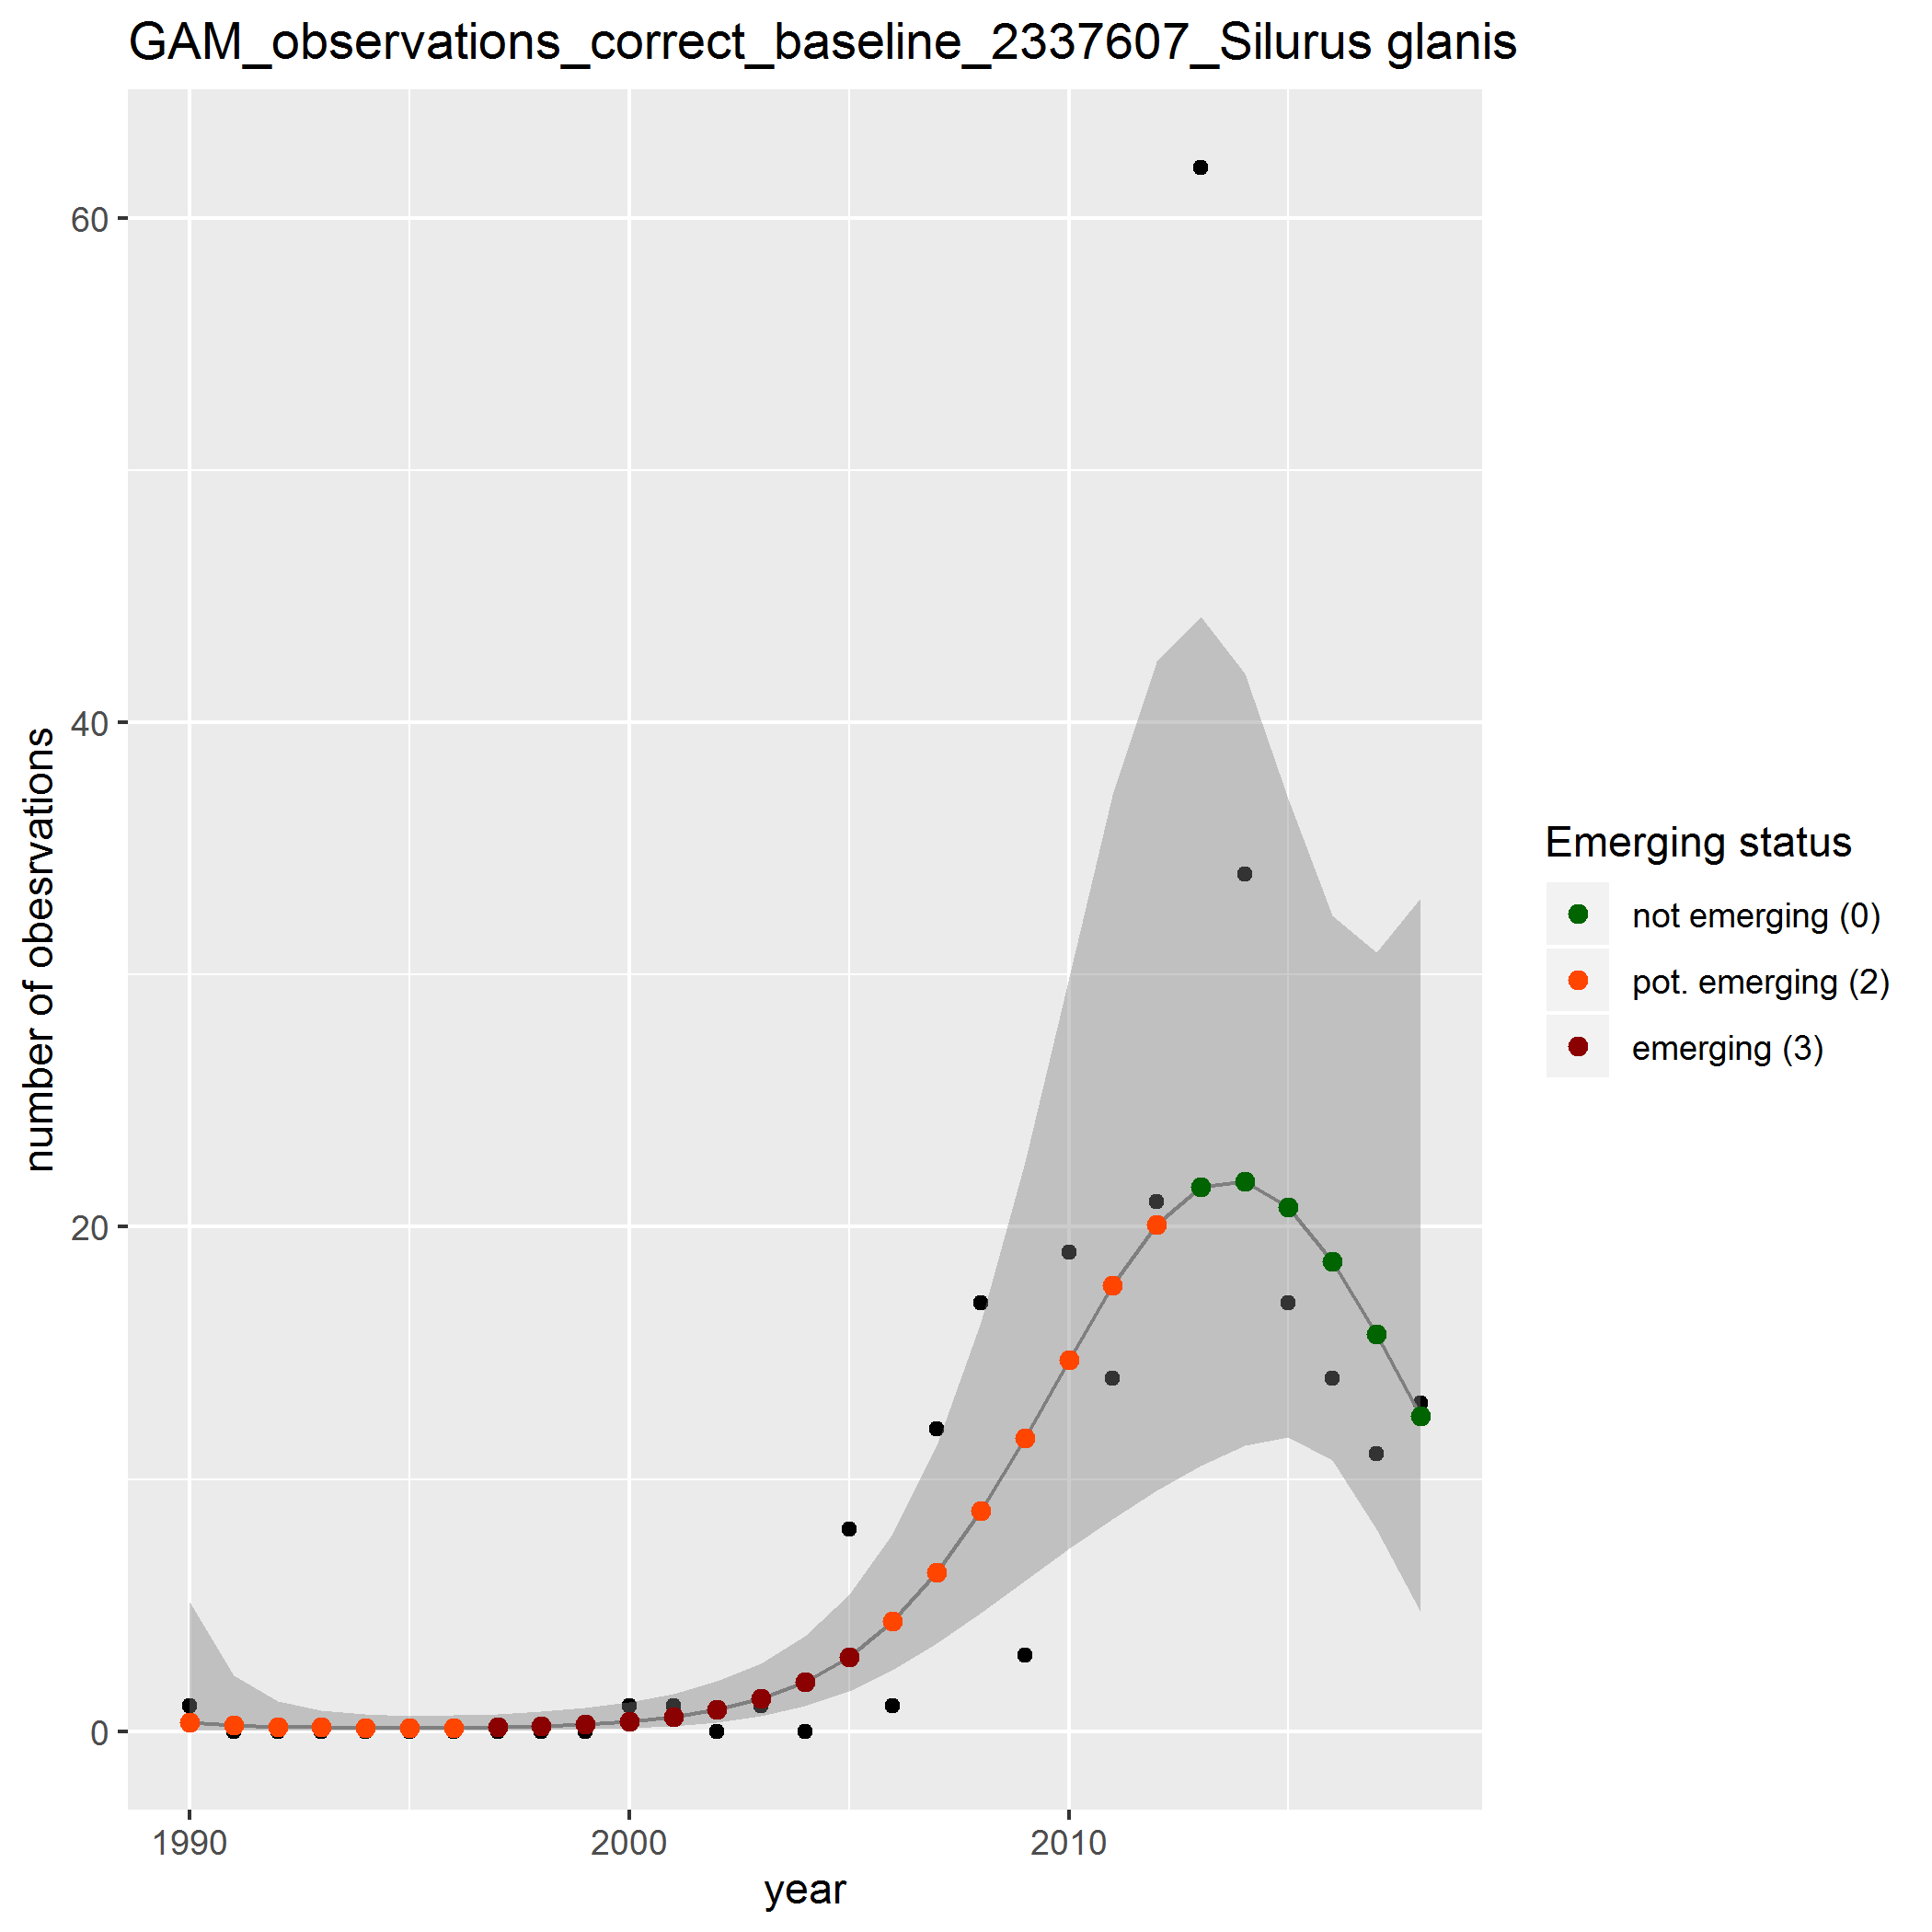 GAM_observations_correct_baseline_2337607_Silurus glanis
60
40
20
0
number of obesrvations
1990
2000
2010
year
Emerging status
not emerging (0)
pot. emerging (2)
emerging (3)